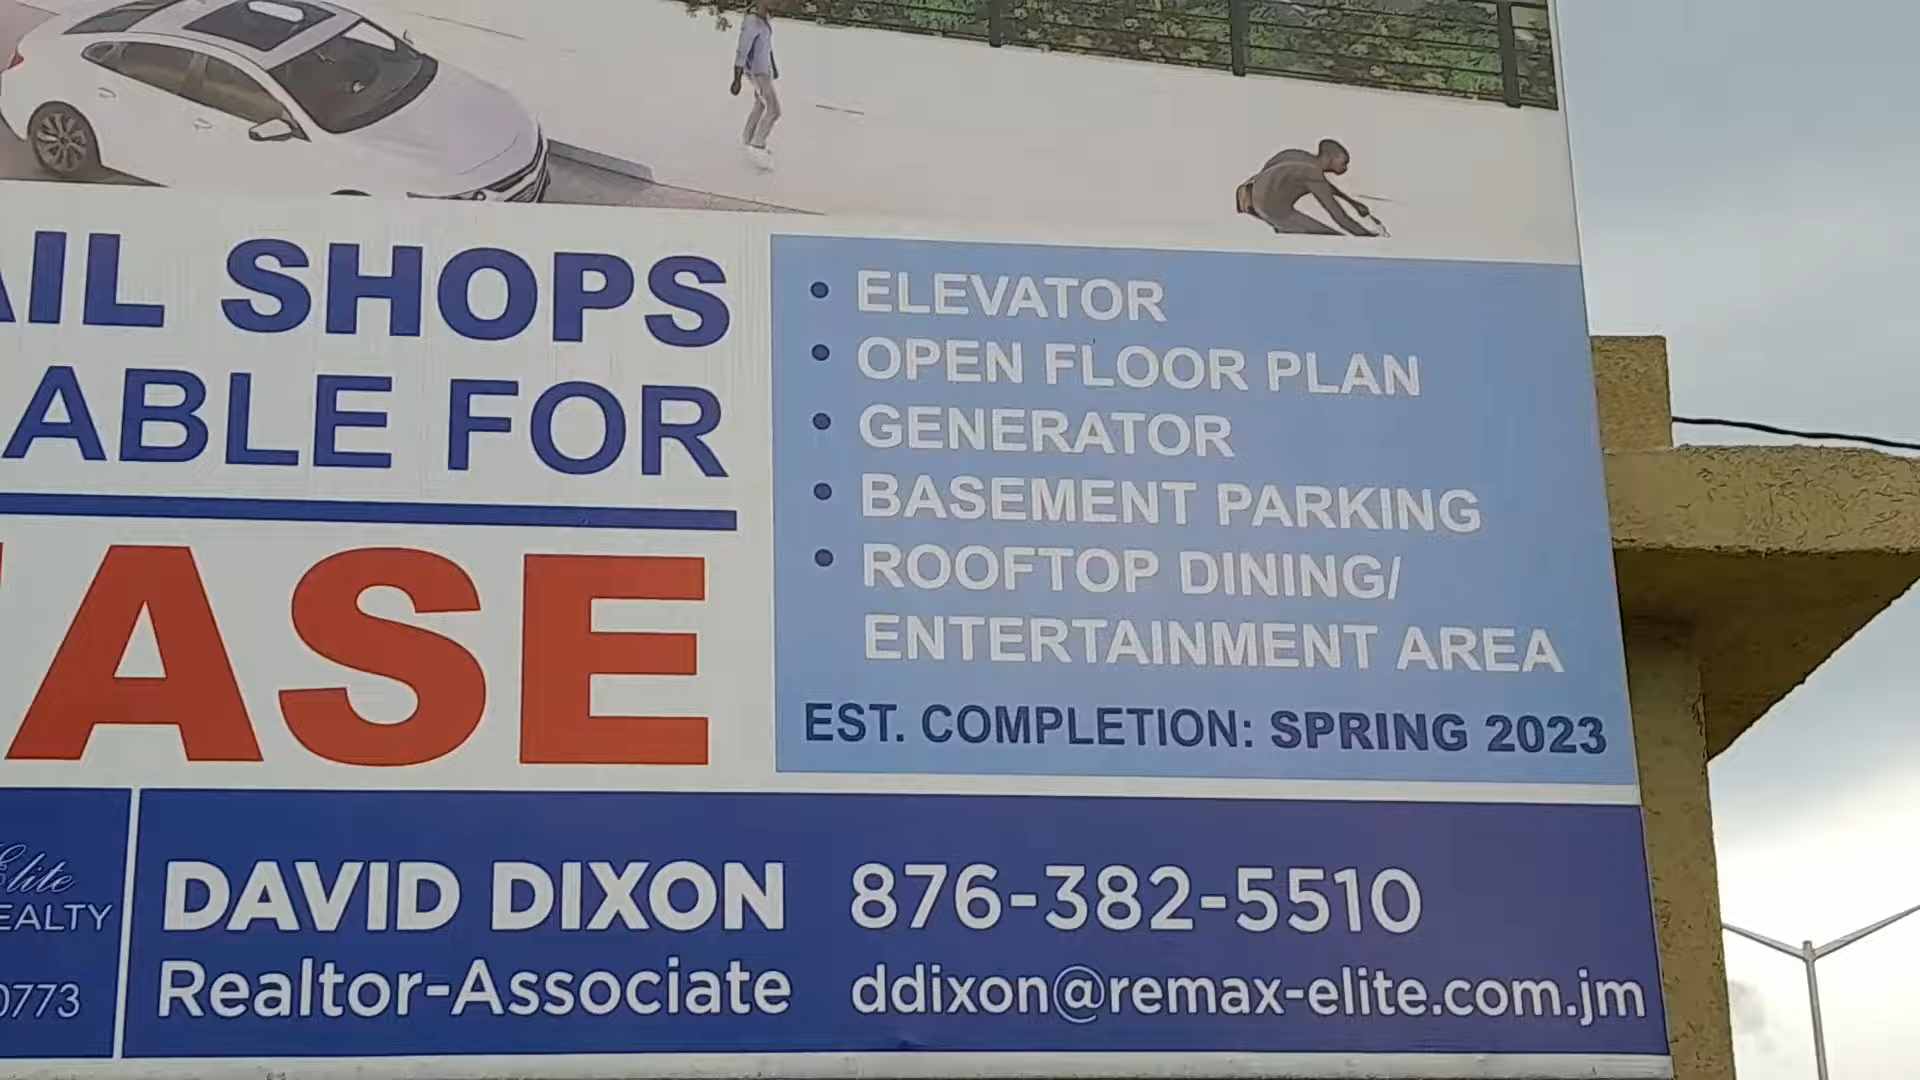 AIL SHOPS
ABLE FOR
ASE
• ELEVATOR
• OPEN FLOOR PLAN
• GENERATOR
• BASEMENT PARKING
• ROOFTOP DINING/
ENTERTAINMENT AREA
EST. COMPLETION: SPRING 2023
Elite
EALTY
0773
DAVID DIXON 876-382-5510
Realtor-Associate ddixon@remax-elite.com.jm